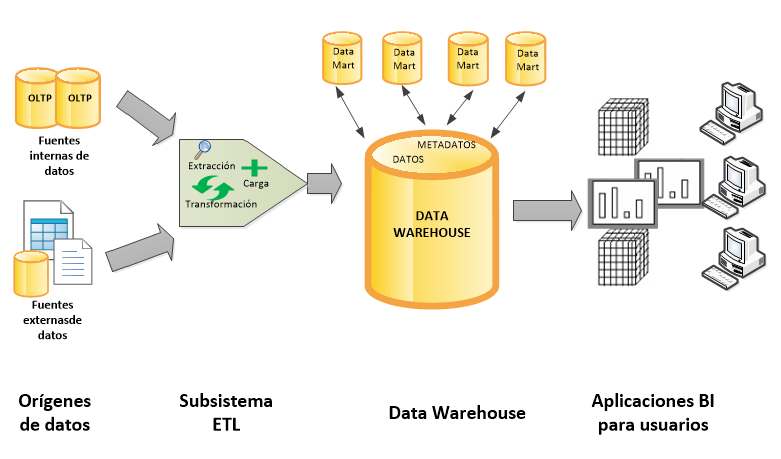 Data
Mart
Data
Mart
Data
Mart
Data
Mart
OLTP
OLTP
Fuentes
internas de
datos
Extracción
Carga
Transformación
METADATOS
DATOS
DATA
WAREHOUSE
Fuentes
externasde
datos
Orígenes
de datos
Subsistema
ETL
Data Warehouse
Aplicaciones BI
para usuarios